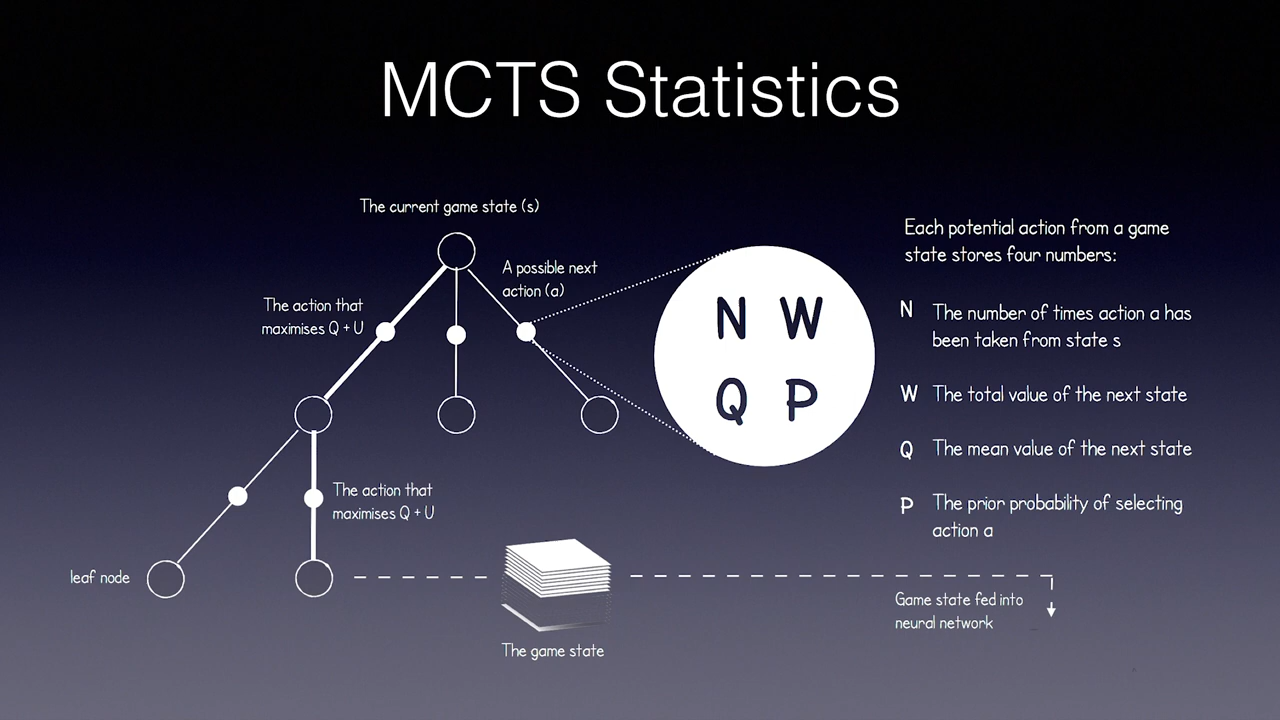 MCTS Statistics
The current game state (s)
A possible next
action (a)
The action that
maximises Q + U
The action that
maximises Q + U
leaf node
The game state
N W
Q P
Each potential action from a game
state stores four numbers:
N The number of times action a has
been taken from state s
W The total value of the next state
Q The mean value of the next state
P The prior probability of selecting
action a
Game state fed into
neural network